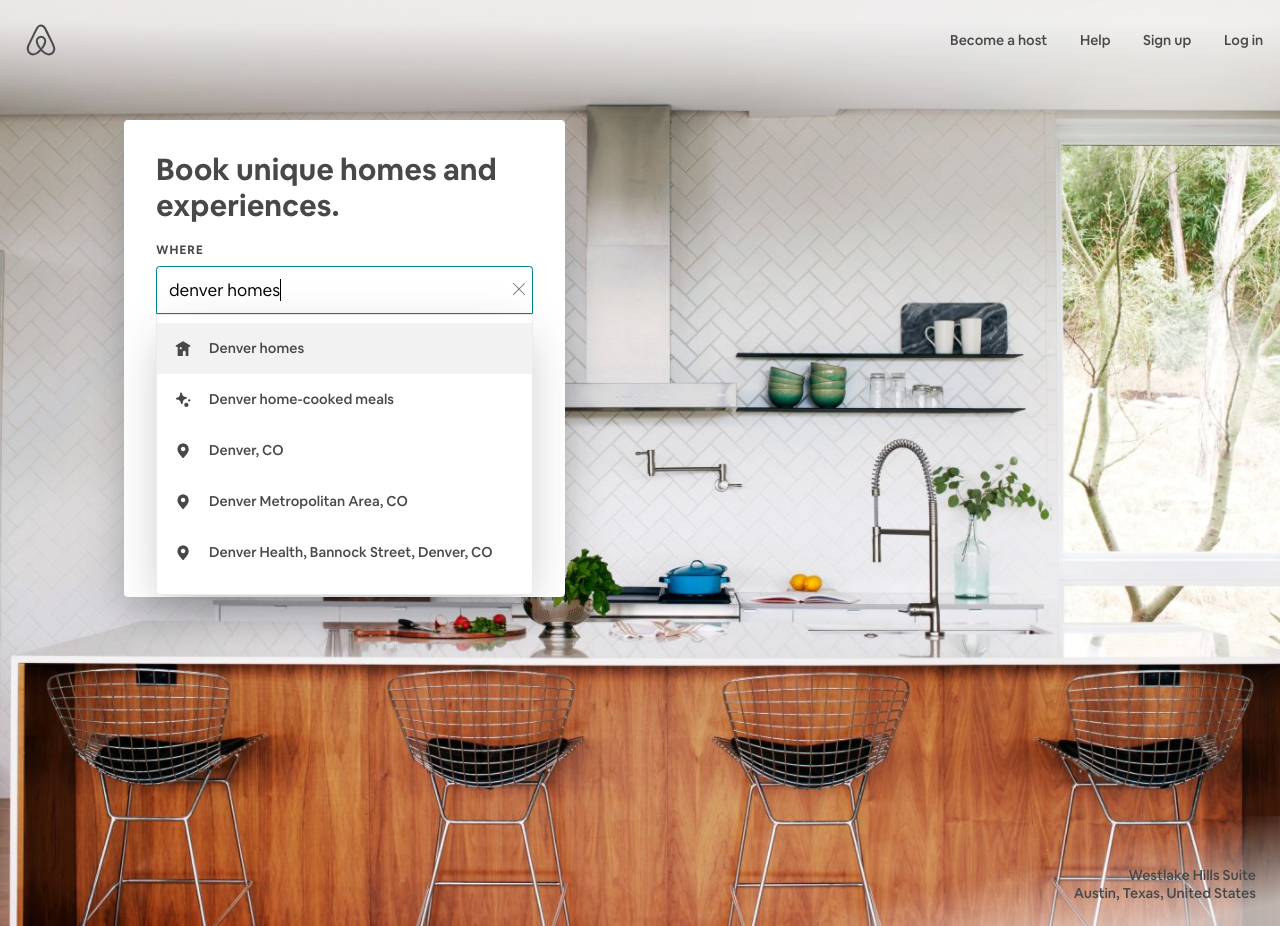 Become a host
Help
Sign up
Log in
Book unique homes and
experiences.
WHERE
denver homes
Denver homes
Denver home-cooked meals
Denver, CO
Denver Metropolitan Area, CO
Denver Health, Bannock Street, Denver, CO
Westlake Hills Suite
Austin, Texas, United States